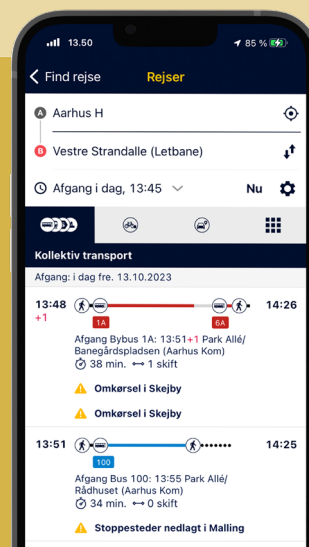 13.50
85 %
Find rejse
Rejser
A Aarhus H
B Vestre Strandalle (Letbane)
Afgang i dag, 13:45
Nu
Kollektiv transport
Afgang: i dag fre. 13.10.2023
13:48
+1
14:26
1A
6A
Afgang Bybus 1A: 13:51+1 Park Allé/
Banegårdspladsen (Aarhus Kom)
38 min. 1 skift
Omkørsel i Skejby
Omkørsel i Skejby
13:51
14:25
100
Afgang Bus 100: 13:55 Park Allé/
Rådhuset (Aarhus Kom)
34 min. 0 skift
Stoppesteder nedlagt i Malling